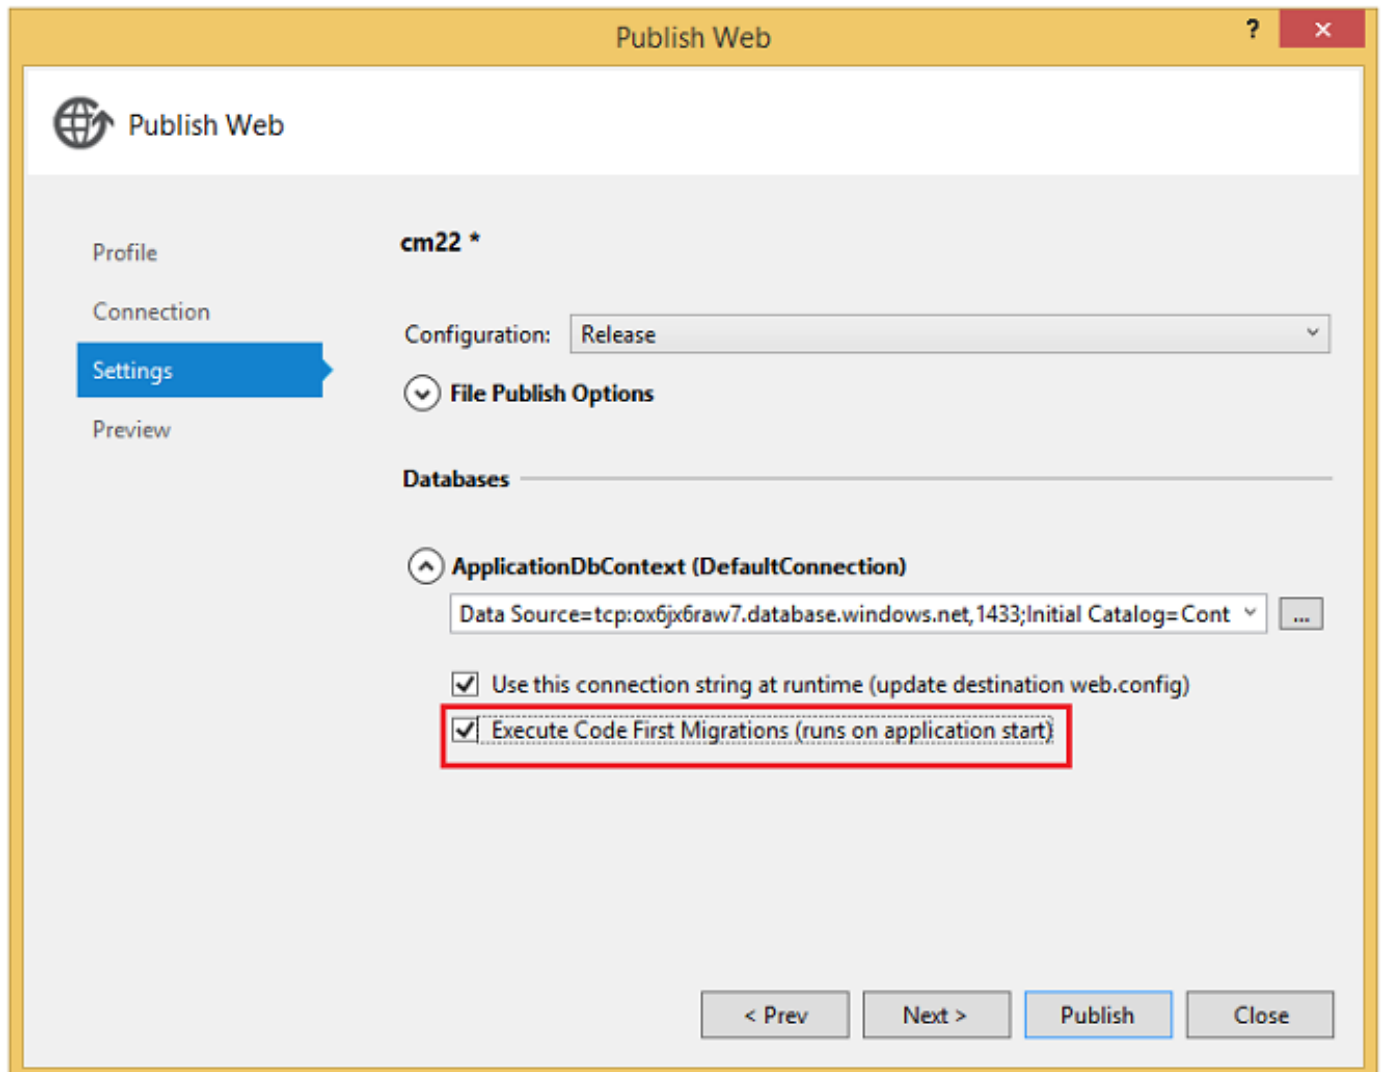 Publish Web
?
Publish Web
Profile
Connection
Settings
Preview
cm22 *
Configuration: Release
File Publish Options
Databases
ApplicationDbContext (DefaultConnection)
Data Source=tcp:ox6jx6raw7.database.windows.net,1433;Initial Catalog=Cont
...
Use this connection string at runtime (update destination web.config)
Execute Code First Migrations (runs on application start)
< Prev Next > Publish Close